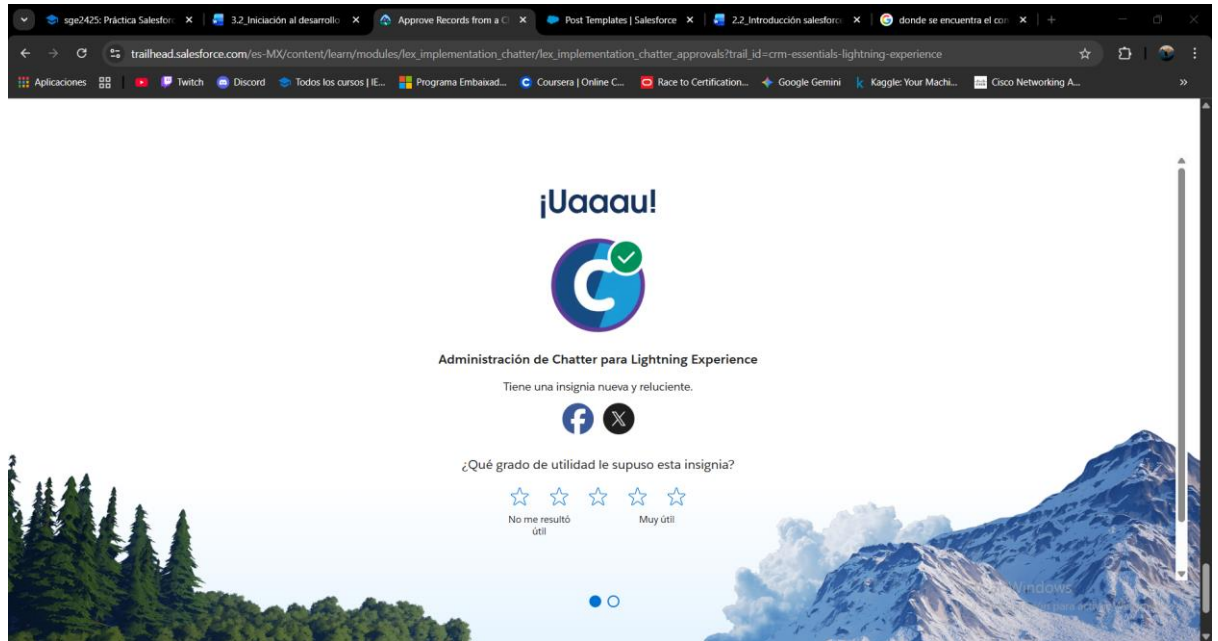 sge2425: Práctica Salesforc
3.2_Iniciación al desarrollo
Approve Records from a C
Post Templates | Salesforce
2.2_Introducción salesforc
donde se encuentra el con
trailhead.salesforce.com/es-MX/content/learn/modules/lex_implementation_chatter/lex_implementation_chatter_approvals?trail_id=crm-essentials-lightning-experience
Aplicaciones
Twitch
Discord
Todos los cursos | IE...
Programa Embaixad...
Coursera | Online C...
Race to Certification...
Google Gemini
Kaggle: Your Machi...
Cisco Networking A...
»
¡Uaaau!
C
Administración de Chatter para Lightning Experience
Tiene una insignia nueva y reluciente.
¿Qué grado de utilidad le supuso esta insignia?
No me resultó
útil
Muy útil
Windows